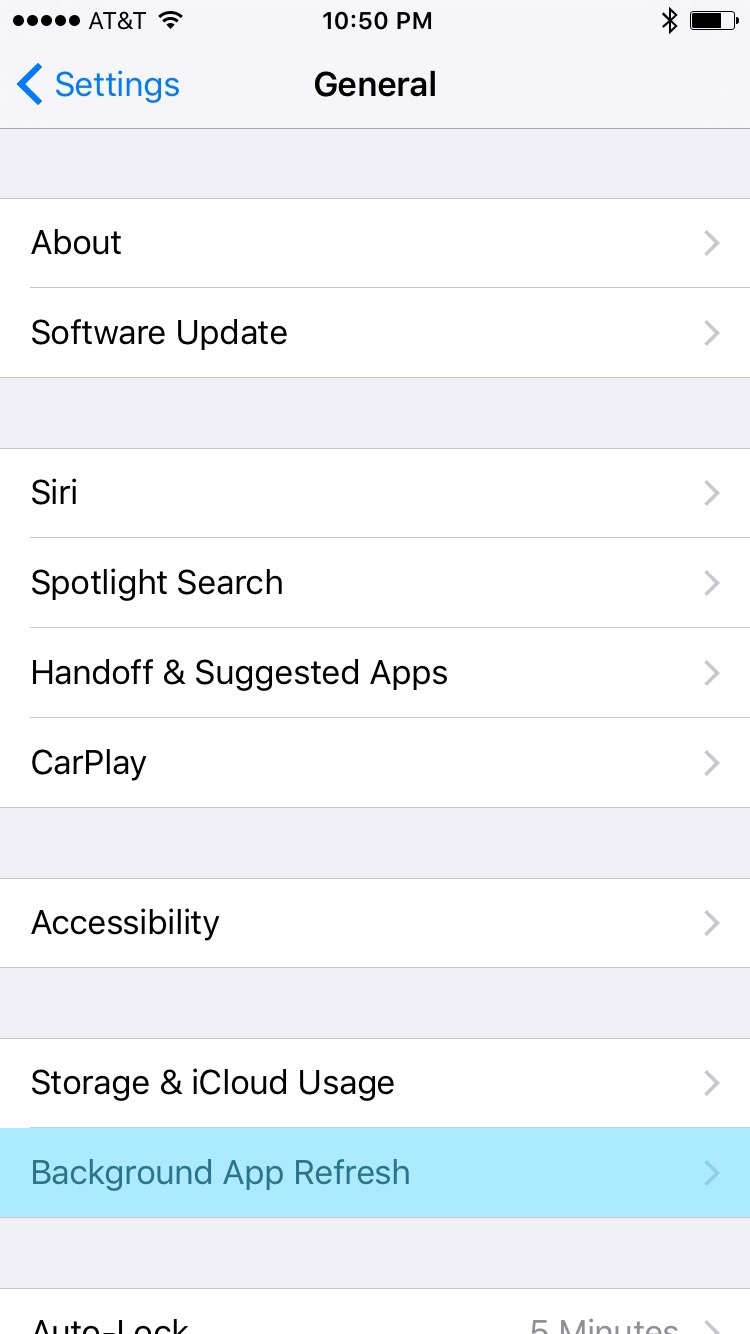 AT&T 10:50 PM
Settings General
About
Software Update
Siri
Spotlight Search
Handoff & Suggested Apps
CarPlay
Accessibility
Storage & iCloud Usage
Background App Refresh
Auto-Lock 5 Minutes